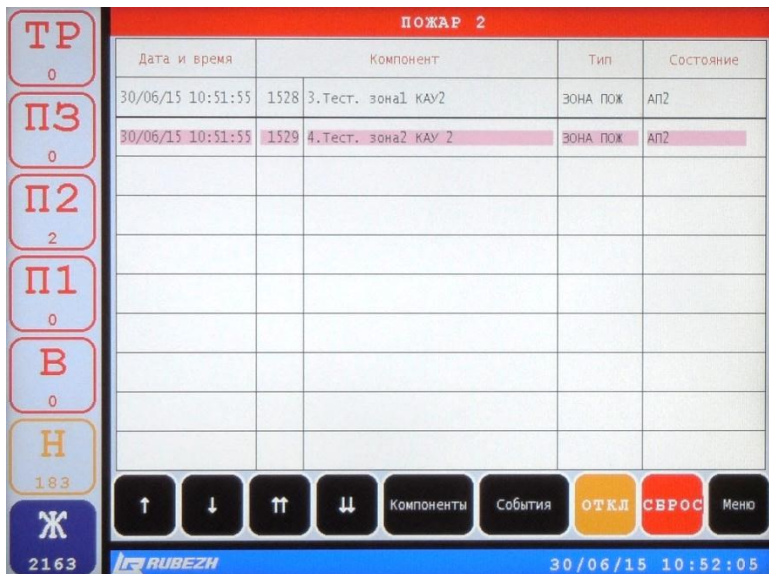 ТР
0
ПЗ
0
П2
2
П1
0
В
0
Н
183
Ж
2163
ПОЖАР 2
Дата и время Компонент Тип Состояние
30/06/15 10:51:55 1528 3.Тест. зона1 КАУ2 ЗОНА ПОЖ АП2
30/06/15 10:51:55 1529 4.Тест. зона2 КАУ 2 ЗОНА ПОЖ АП2
↑ ↓ ⇈ ⇊ Компоненты События ОТКЛ СБРОС Меню
RUBEZH 30/06/15 10:52:05